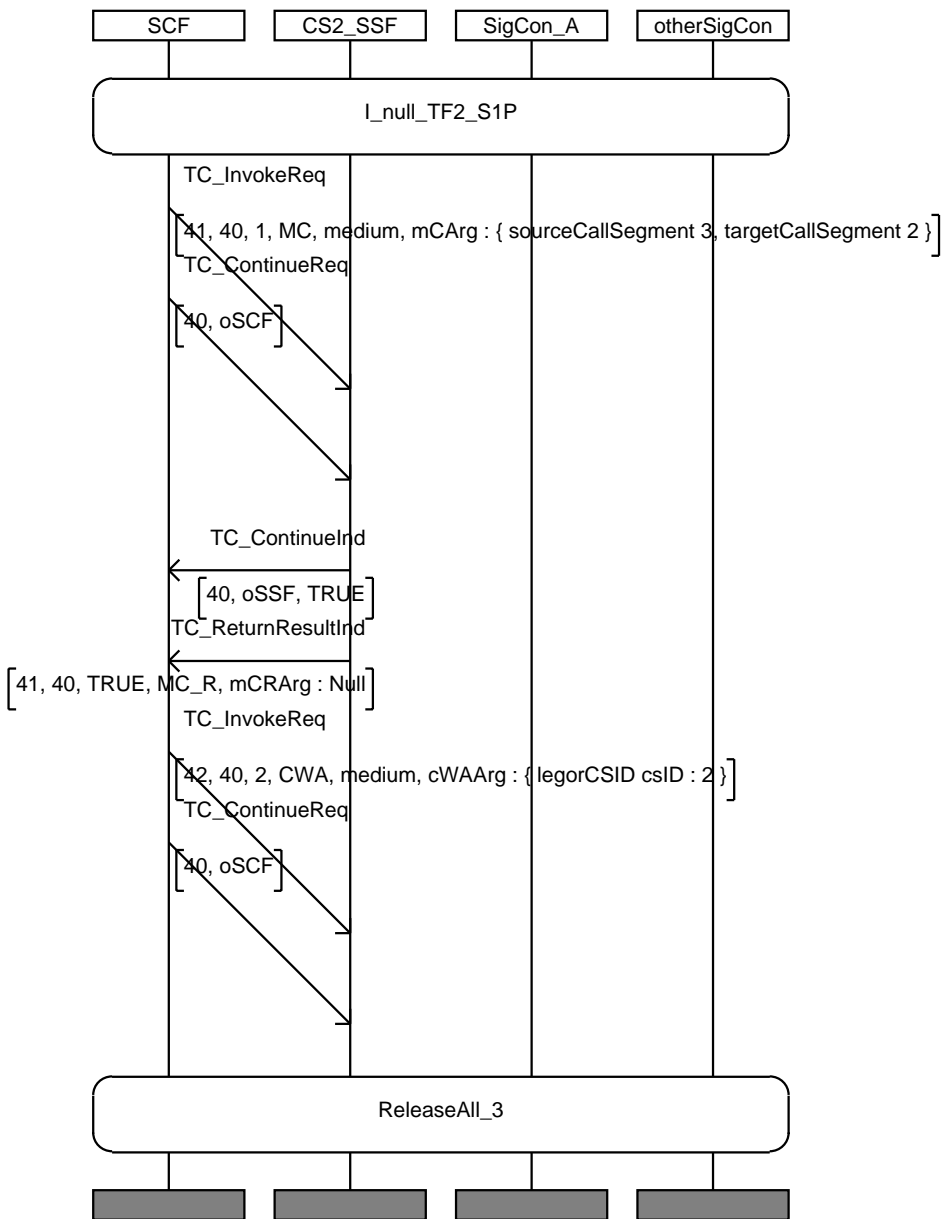 SCF
CS2_SSF
SigCon_A
otherSigCon
I_null_TF2_S1P
TC_InvokeReq
41, 40, 1, MC, medium, mCArg : { sourceCallSegment 3, targetCallSegment 2 }
TC_ContinueReq
40, oSCF
TC_ContinueInd
40, oSSF, TRUE
TC_ReturnResultInd
41, 40, TRUE, MC_R, mCRArg : Null
TC_InvokeReq
42, 40, 2, CWA, medium, cWAArg : { legorCSID csID : 2 }
TC_ContinueReq
40, oSCF
ReleaseAll_3